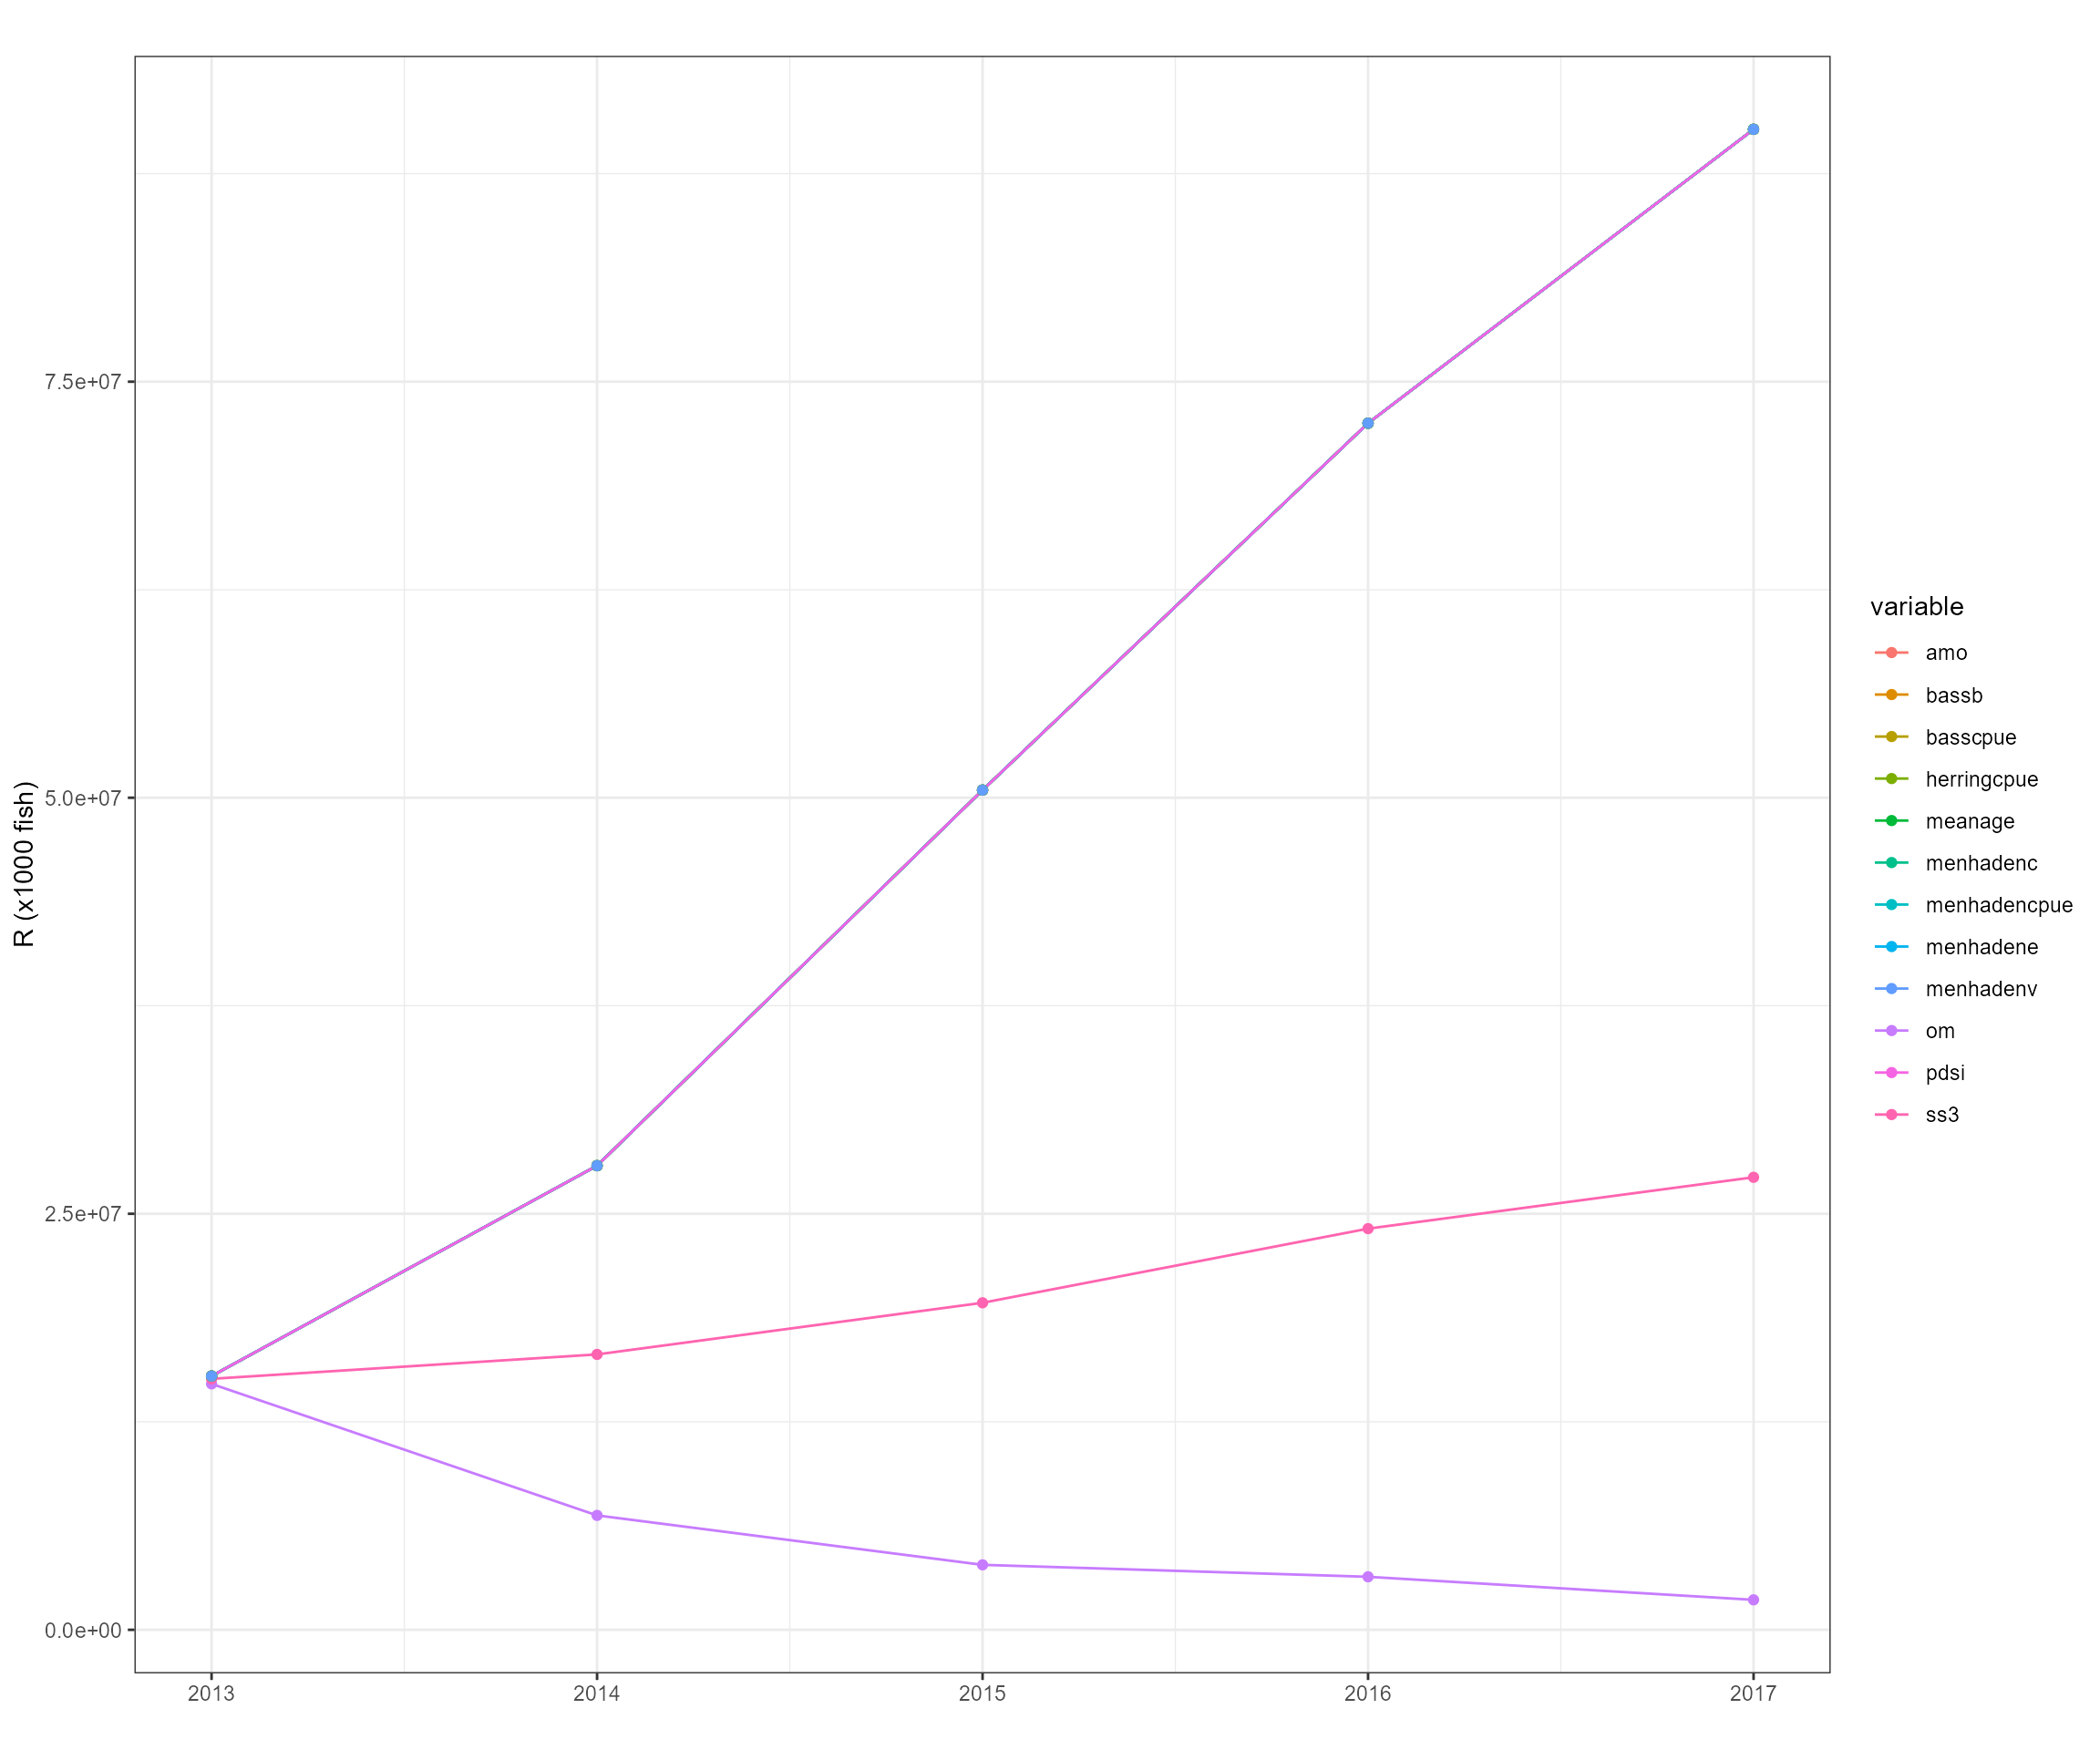 R (x1000 fish)
7.5e+07
5.0e+07
2.5e+07
0.0e+00
2013 2014 2015 2016 2017
variable
amo
bassb
basscpue
herringcpue
meanage
menhadenc
menhadencpue
menhadene
menhadenv
om
pdsi
ss3